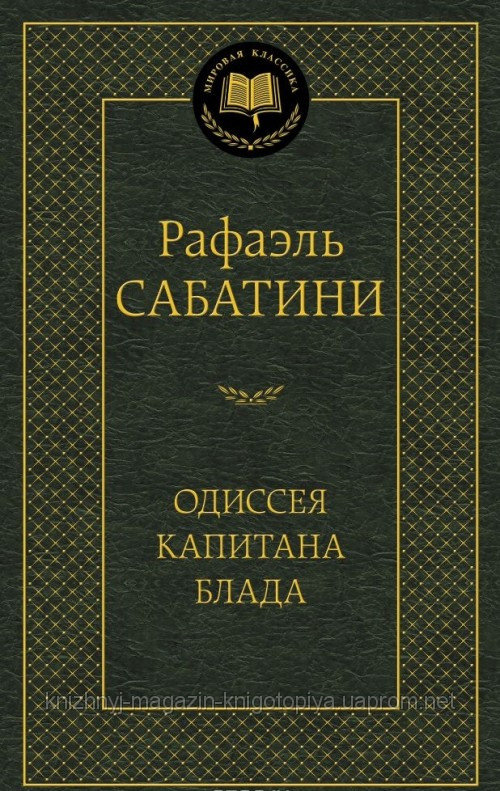 МИРОВАЯ КЛАССИКА
Рафаэль
САБАТИНИ
ОДИССЕЯ
КАПИТАНА
БЛАДА
knizhnyj-magazin-knigotopiya.uaprom.net